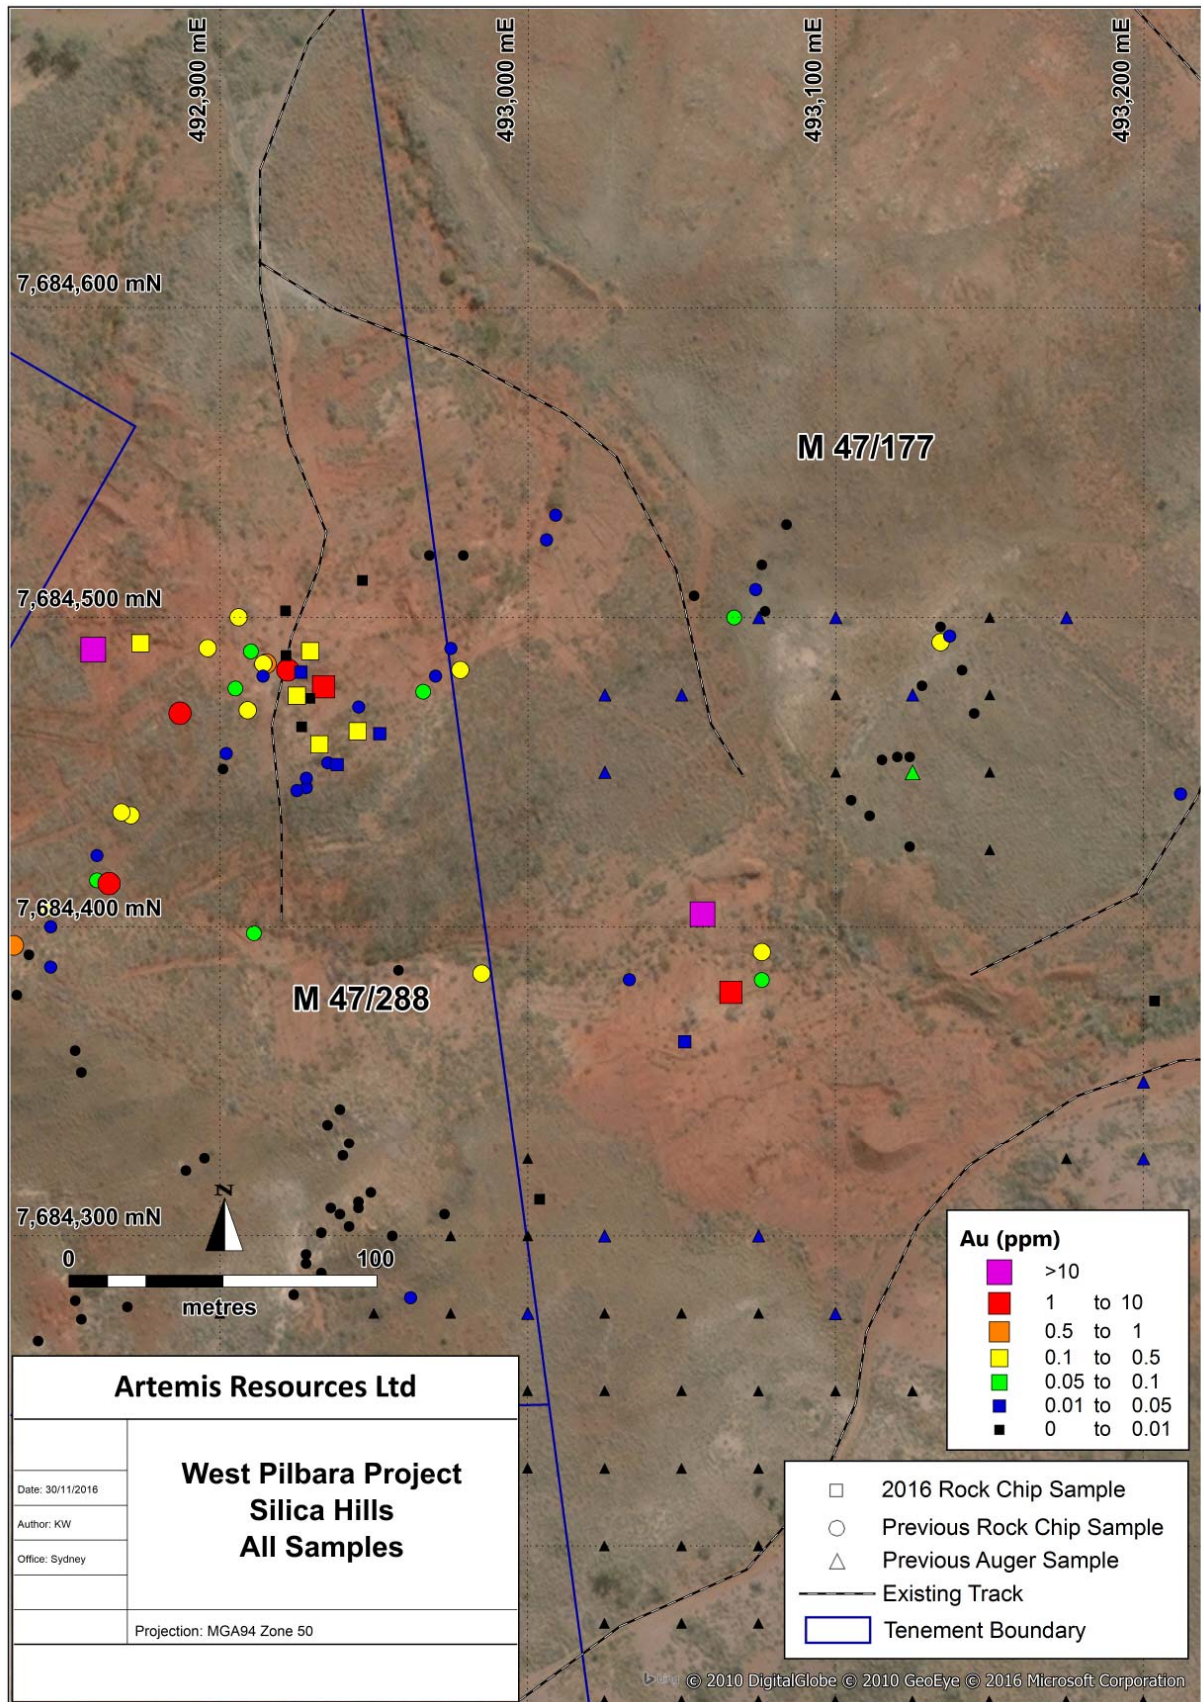 492,900 mE
493,000 mE
493,100 mE
493,200 mE
7,684,600 mN
M 47/177
7,684,500 mN
7,684,400 mN
M 47/288
7,684,300 mN
N
0 100
metres
Au (ppm)
>10
1 to 10
0.5 to 1
0.1 to 0.5
0.05 to 0.1
0.01 to 0.05
0 to 0.01
Artemis Resources Ltd
West Pilbara Project
Silica Hills
All Samples
Date: 30/11/2016
Author: KW
Office: Sydney
Projection: MGA94 Zone 50
2016 Rock Chip Sample
Previous Rock Chip Sample
Previous Auger Sample
Existing Track
Tenement Boundary
© 2010 DigitalGlobe © 2010 GeoEye © 2016 Microsoft Corporation